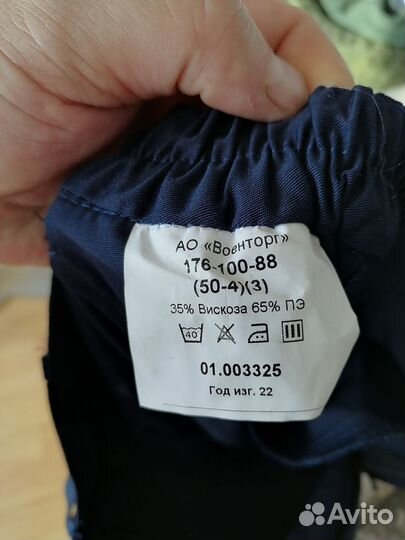 АО «Военторг»
176-100-88
(50-4)(3)
35% Вискоза 65% ПЭ
40
01.003325
Год изг. 22
Avito